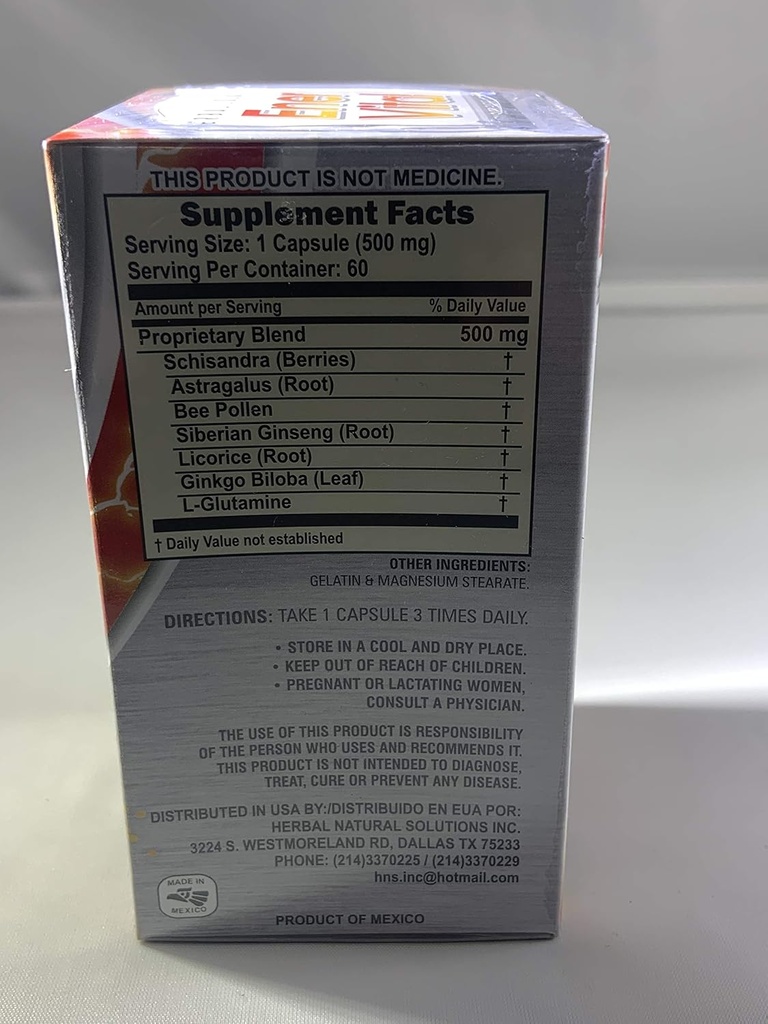 Ener
Vital
THIS PRODUCT IS NOT MEDICINE.
Supplement Facts
Serving Size: 1 Capsule (500 mg)
Serving Per Container: 60
Amount per Serving % Daily Value
Proprietary Blend 500 mg
Schisandra (Berries) †
Astragalus (Root) †
Bee Pollen †
Siberian Ginseng (Root) †
Licorice (Root) †
Ginkgo Biloba (Leaf) †
L-Glutamine †
† Daily Value not established
OTHER INGREDIENTS:
GELATIN & MAGNESIUM STEARATE.
DIRECTIONS: TAKE 1 CAPSULE 3 TIMES DAILY.
• STORE IN A COOL AND DRY PLACE.
• KEEP OUT OF REACH OF CHILDREN.
• PREGNANT OR LACTATING WOMEN,
CONSULT A PHYSICIAN.
THE USE OF THIS PRODUCT IS RESPONSIBILITY
OF THE PERSON WHO USES AND RECOMMENDS IT.
THIS PRODUCT IS NOT INTENDED TO DIAGNOSE,
TREAT, CURE OR PREVENT ANY DISEASE.
DISTRIBUTED IN USA BY:/DISTRIBUIDO EN EUA POR:
HERBAL NATURAL SOLUTIONS INC.
3224 S. WESTMORELAND RD, DALLAS TX 75233
PHONE: (214)3370225 / (214)3370229
hns.inc@hotmail.com
MADE IN
MEXICO
PRODUCT OF MEXICO